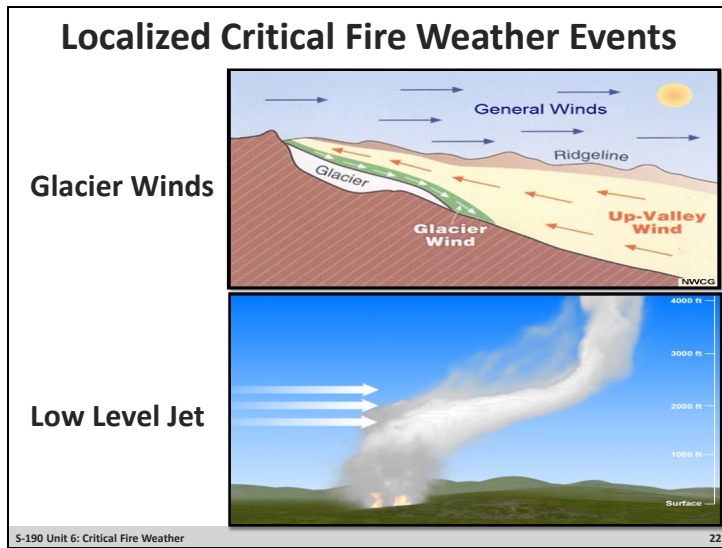 Localized Critical Fire Weather Events
Glacier Winds
General Winds
Ridgeline
Glacier
Glacier
Wind
Up-Valley
Wind
NWCG
Low Level Jet
4000 ft
3000 ft
2000 ft
1000 ft
Surface
S-190 Unit 6: Critical Fire Weather
22